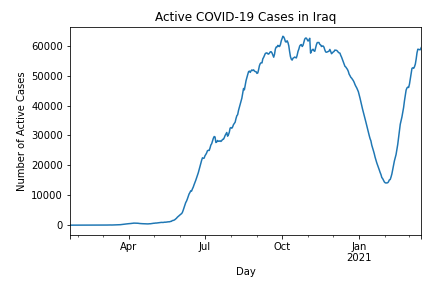 Active COVID-19 Cases in Iraq
Number of Active Cases
60000
50000
40000
30000
20000
10000
0
Apr
Jul
Oct
Jan
2021
Day